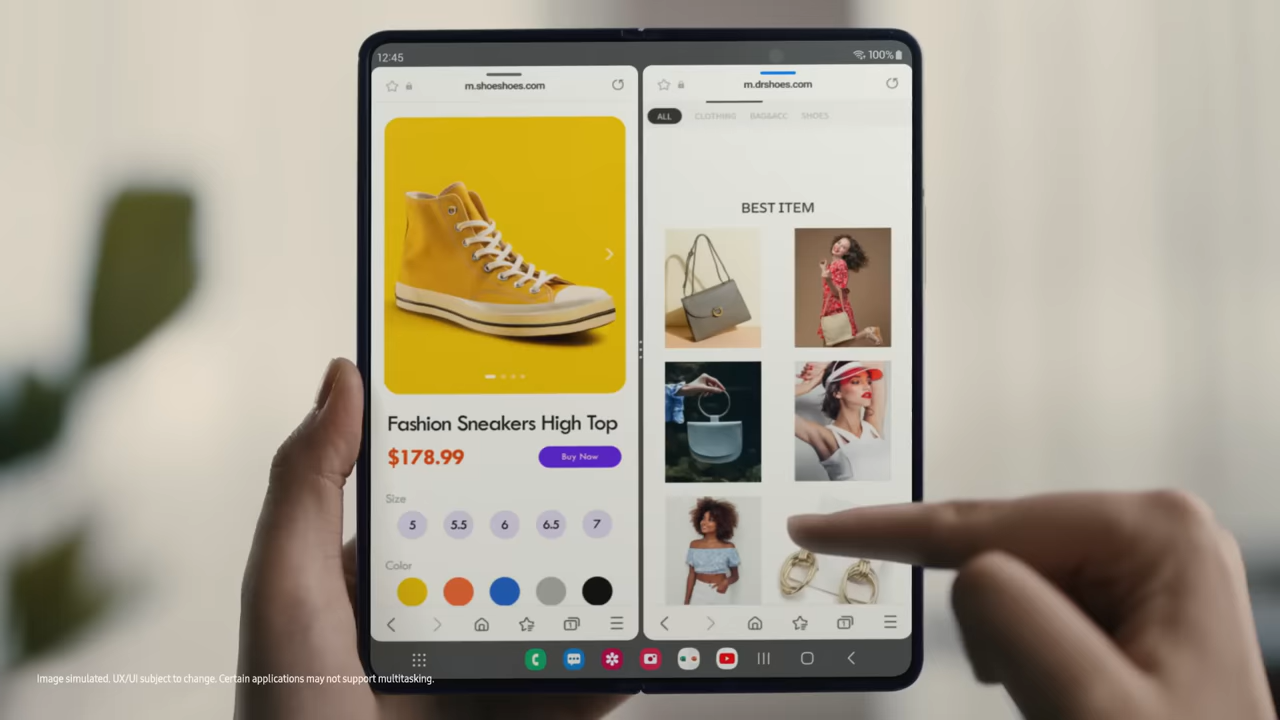 12:45
100%
m.shoeshoes.com
m.drshoes.com
ALL CLOTHING BAG&ACC SHOES
BEST ITEM
Fashion Sneakers High Top
$178.99
Buy Now
Size
5 5.5 6 6.5 7
Color
1
1
Image simulated. UX/UI subject to change. Certain applications may not support multitasking.